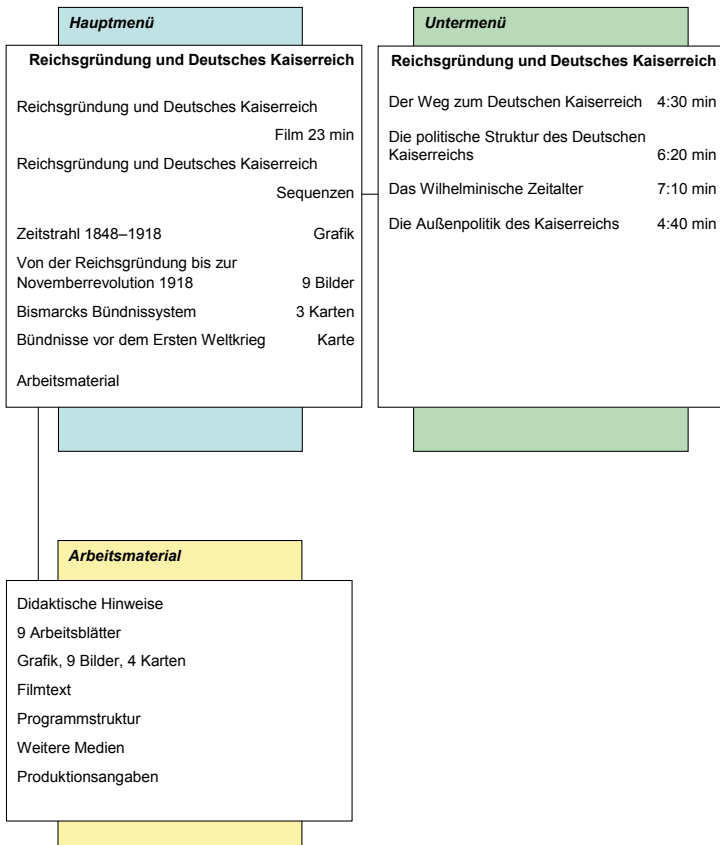 Hauptmenü
Reichsgründung und Deutsches Kaiserreich
Reichsgründung und Deutsches Kaiserreich
Film 23 min
Reichsgründung und Deutsches Kaiserreich
Sequenzen
Zeitstrahl 1848–1918 Grafik
Von der Reichsgründung bis zur
Novemberrevolution 1918 9 Bilder
Bismarcks Bündnissystem 3 Karten
Bündnisse vor dem Ersten Weltkrieg Karte
Arbeitsmaterial
Untermenü
Reichsgründung und Deutsches Kaiserreich
Der Weg zum Deutschen Kaiserreich 4:30 min
Die politische Struktur des Deutschen
Kaiserreichs 6:20 min
Das Wilhelminische Zeitalter 7:10 min
Die Außenpolitik des Kaiserreichs 4:40 min
Arbeitsmaterial
Didaktische Hinweise
9 Arbeitsblätter
Grafik, 9 Bilder, 4 Karten
Filmtext
Programmstruktur
Weitere Medien
Produktionsangaben